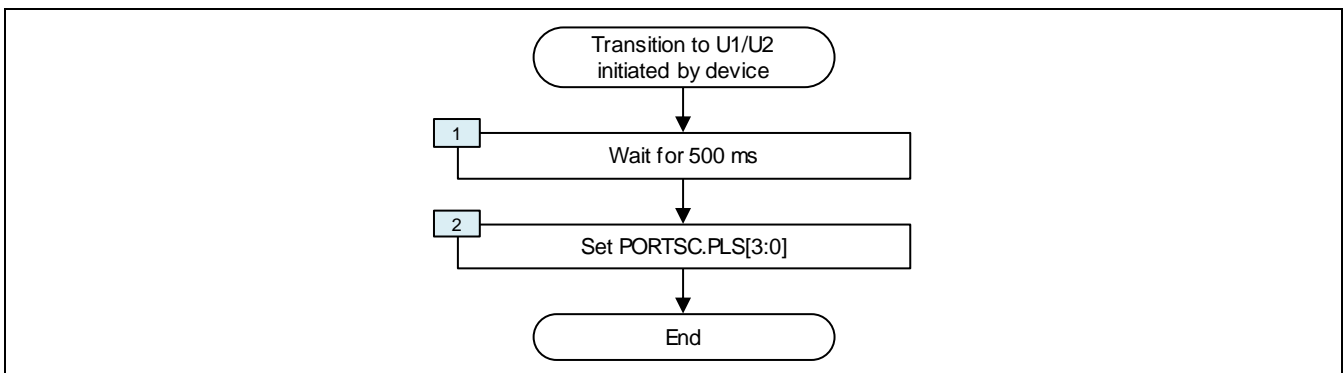 Transition to U1/U2
initiated by device
1
Wait for 500 ms
2
Set PORTSC.PLS[3:0]
End